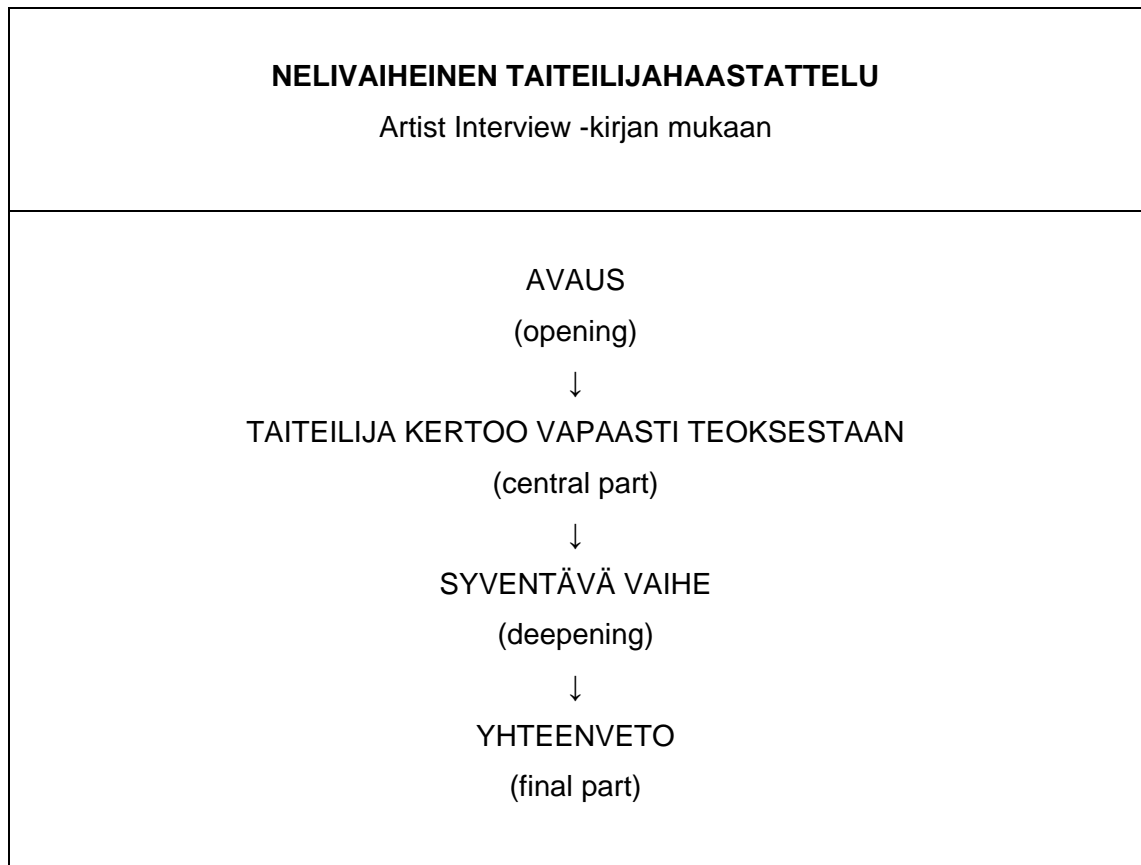 NELIVAIHEINEN TAITEILIJAHAASTATTELU
Artist Interview -kirjan mukaan
AVAUS
(opening)
↓
TAITEILIJA KERTOO VAPAASTI TEOKSESTAAN
(central part)
↓
SYVENTÄVÄ VAIHE
(deepening)
↓
YHTEENVETO
(final part)